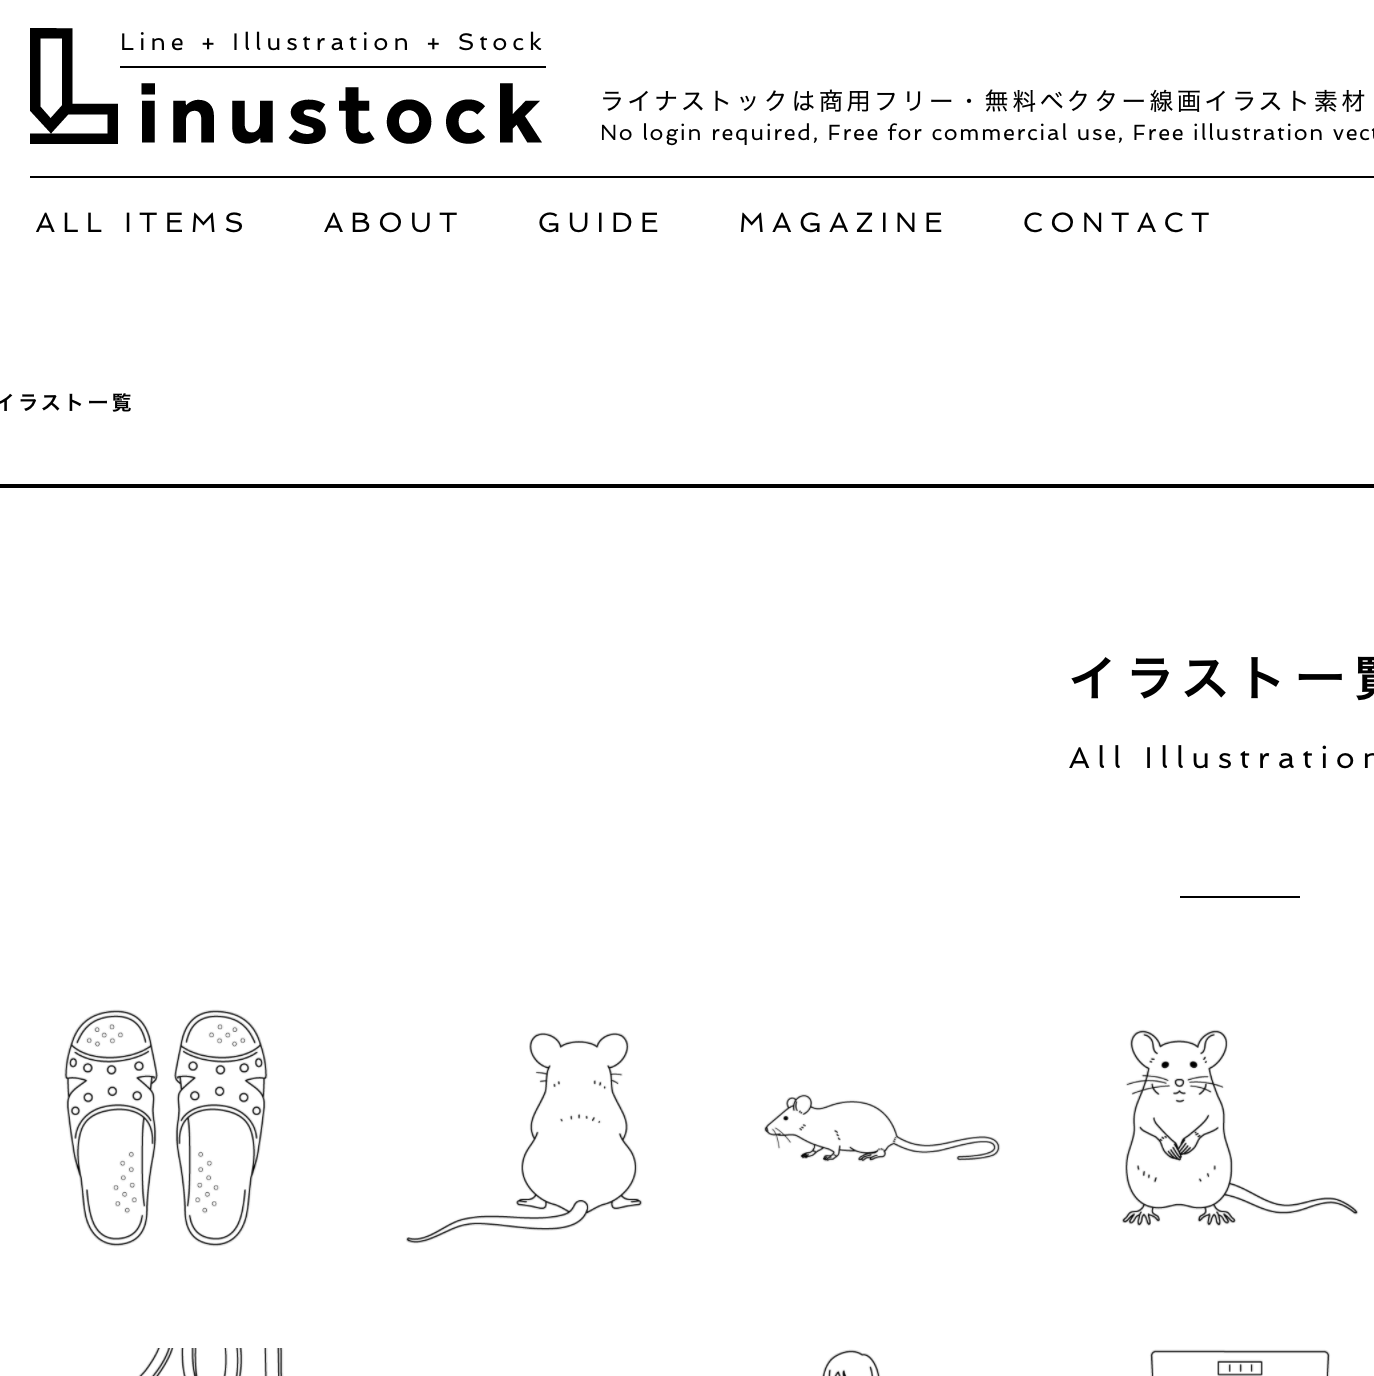 Line + Illustration + Stock
Linustock
ライナストックは商用フリー・無料ベクター線画イラスト素材
No login required, Free for commercial use, Free illustration
ALL ITEMS ABOUT GUIDE MAGAZINE CONTACT
イラスト一覧
イラスト一覧
All Illustration